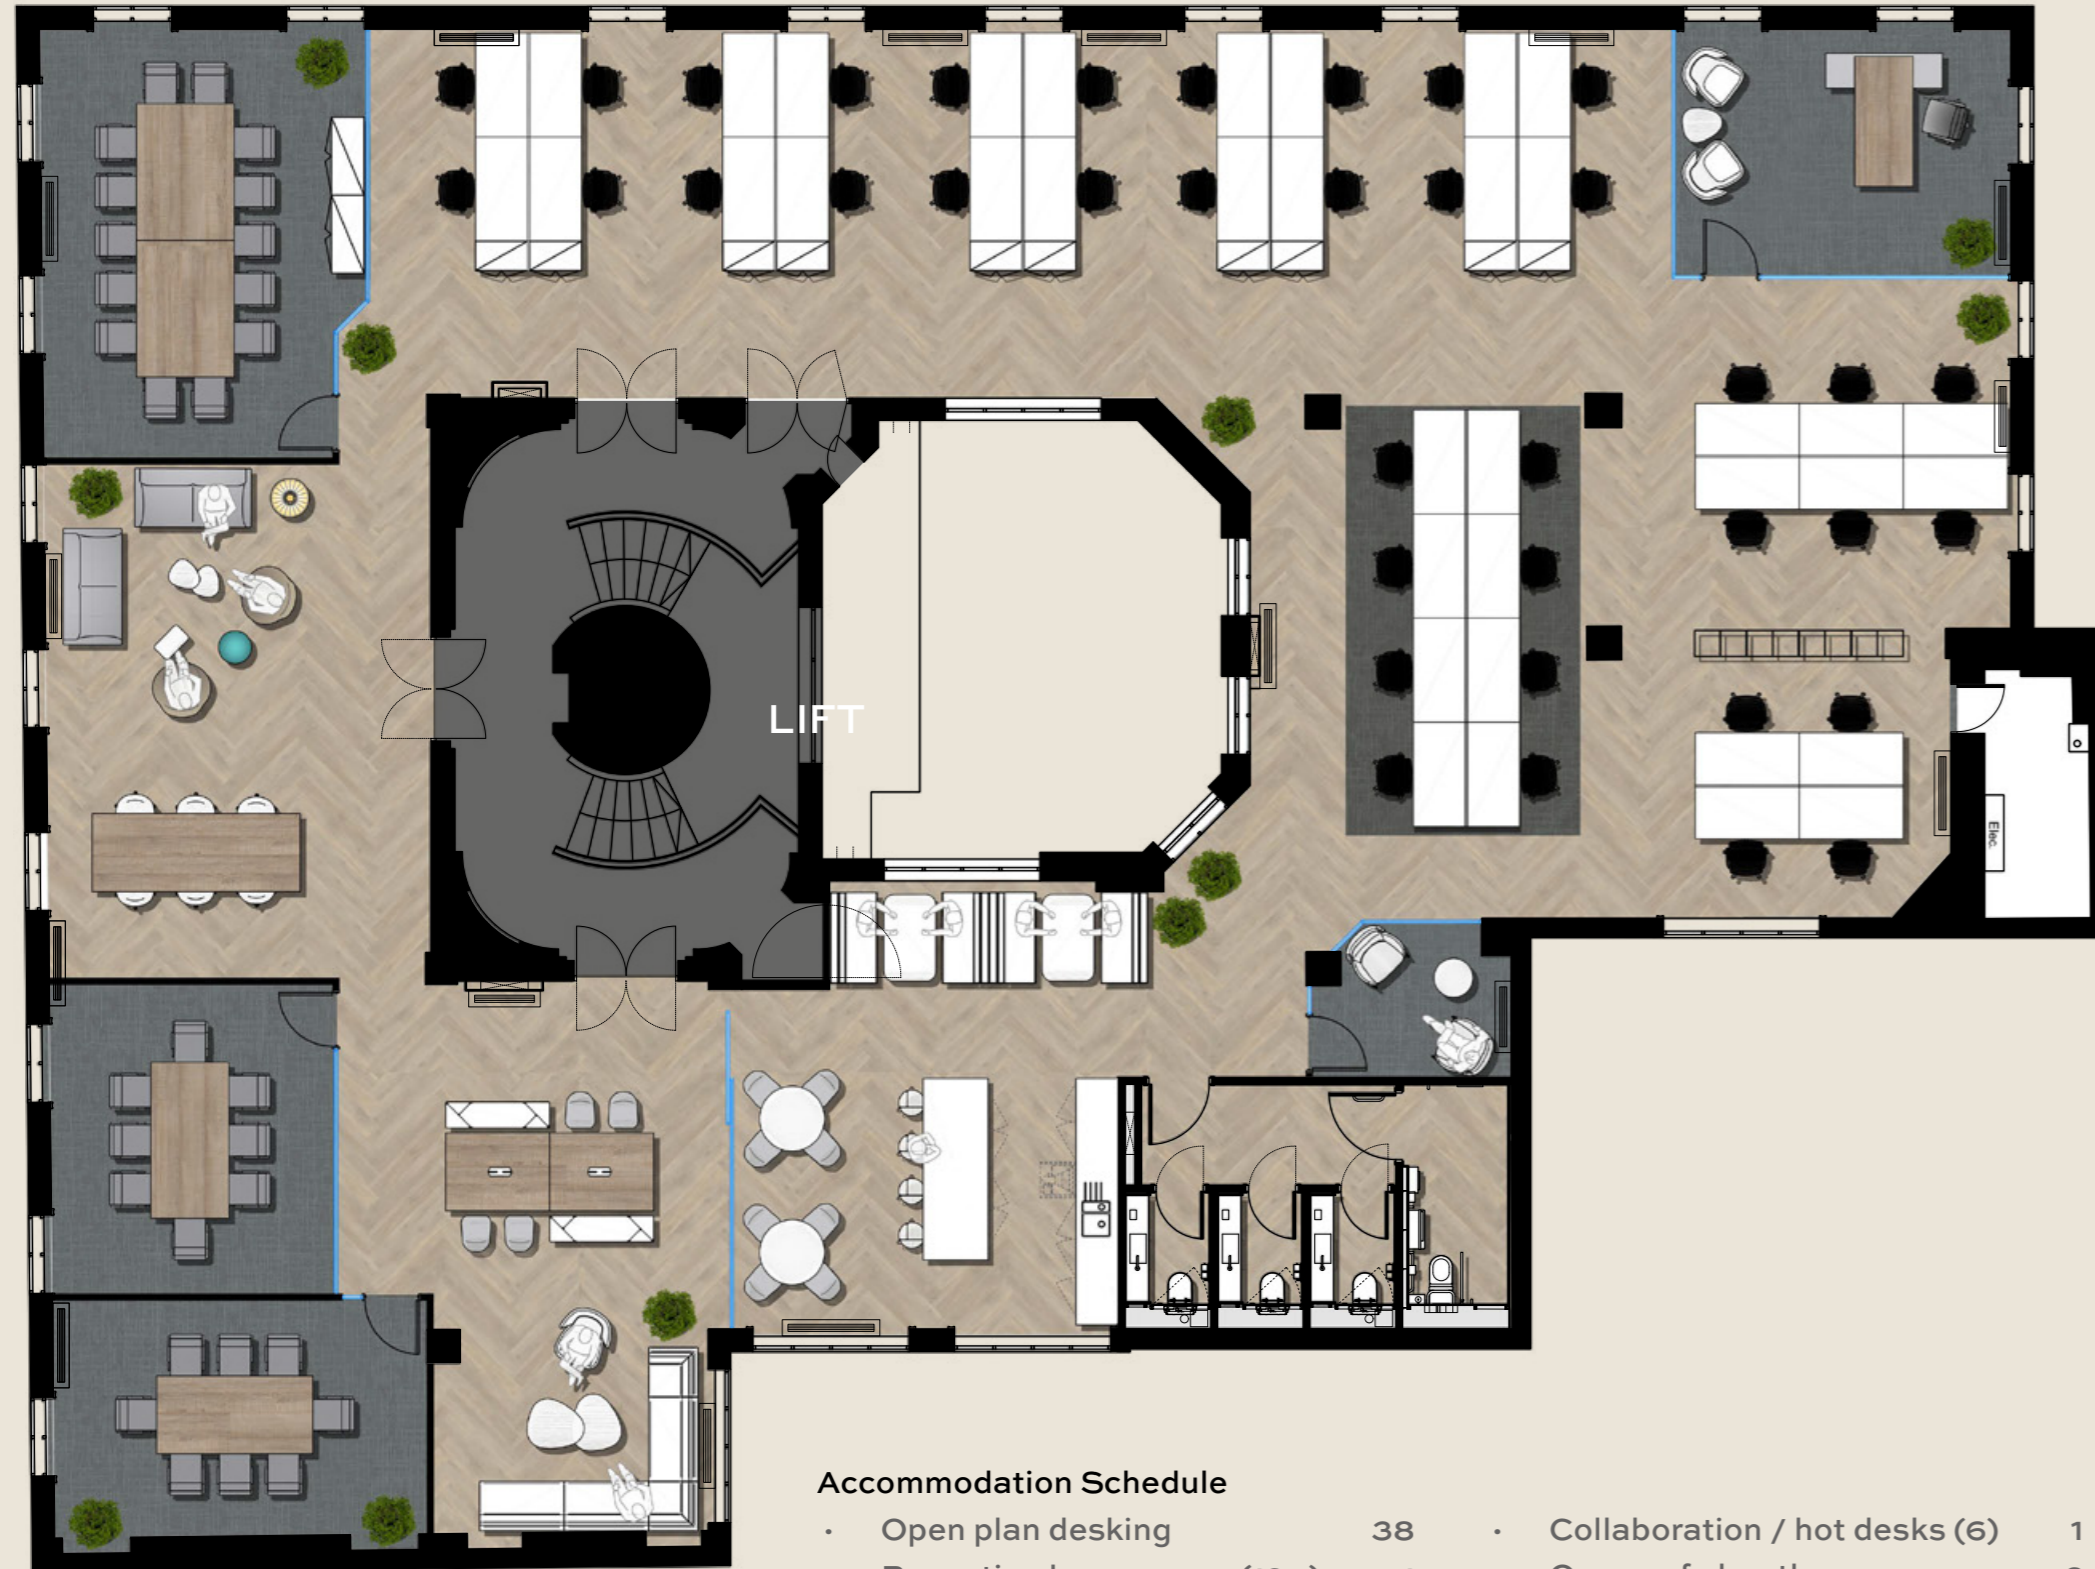 LIFT
Elec.
Accommodation Schedule
• Open plan desking 38
• Collaboration / hot desks (6) 1